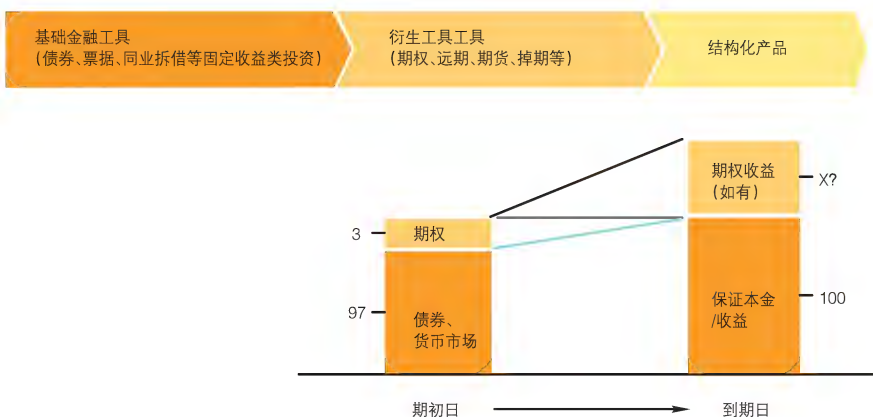 基础金融工具
(债券、票据、同业拆借等固定收益类投资)
衍生工具工具
(期权、远期、期货、掉期等)
结构化产品
期权收益
(如有)
X?
3
期权
97
债券、
货币市场
保证本金
/收益
100
期初日
到期日